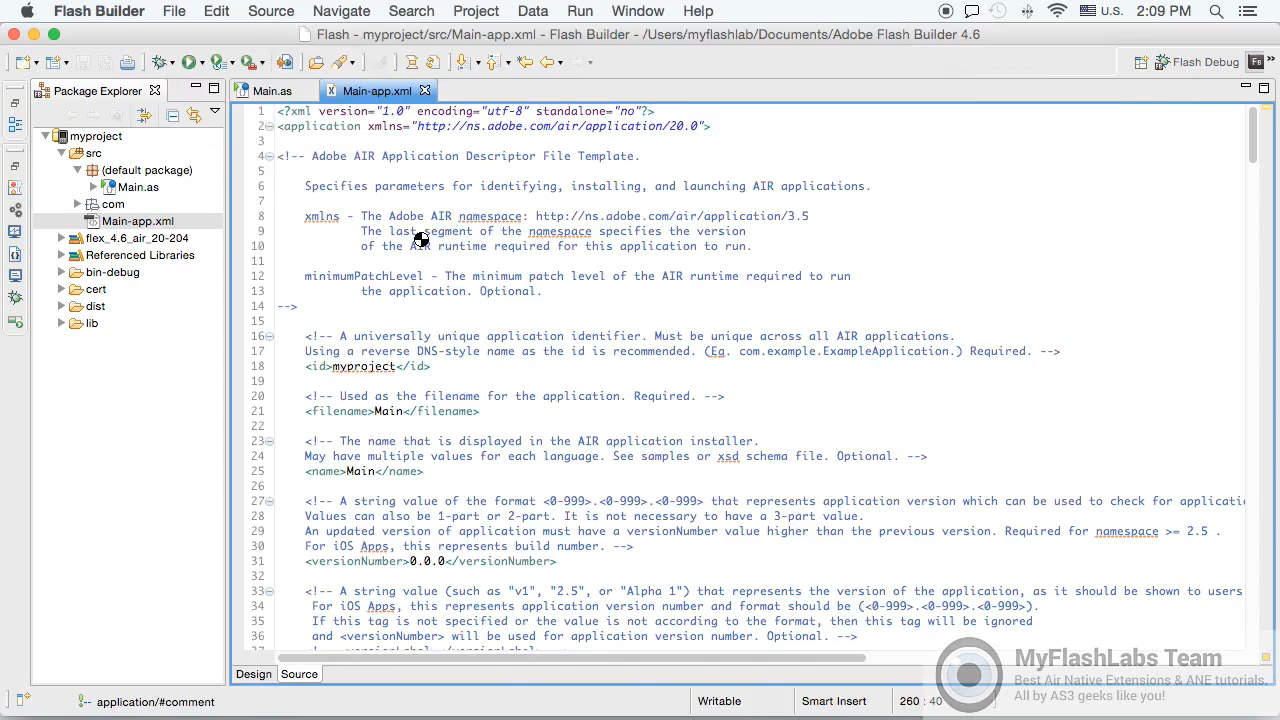 Flash Builder File Edit Source Navigate Search Project Data Run Window Help U.S. 2:09 PM
Flash - myproject/src/Main-app.xml - Flash Builder - /Users/myflashlab/Documents/Adobe Flash Builder 4.6
Flash Debug Fb
Package Explorer
Main.as Main-app.xml
myproject
src
(default package)
Main.as
com
Main-app.xml
flex_4.6_air_20-204
Referenced Libraries
bin-debug
cert
dist
lib
1 <?xml version="1.0" encoding="utf-8" standalone="no"?>
2 <application xmlns="http://ns.adobe.com/air/application/20.0">
3
4 <!-- Adobe AIR Application Descriptor File Template.
5
6 Specifies parameters for identifying, installing, and launching AIR applications.
7
8 xmlns - The Adobe AIR namespace: http://ns.adobe.com/air/application/3.5
9 The last segment of the namespace specifies the version
10 of the AIR runtime required for this application to run.
11
12 minimumPatchLevel - The minimum patch level of the AIR runtime required to run
13 the application. Optional.
14 -->
15
16 <!-- A universally unique application identifier. Must be unique across all AIR applications.
17 Using a reverse DNS-style name as the id is recommended. (Eg. com.example.ExampleApplication.) Required. -->
18 <id>myproject</id>
19
20 <!-- Used as the filename for the application. Required. -->
21 <filename>Main</filename>
22
23 <!-- The name that is displayed in the AIR application installer.
24 May have multiple values for each language. See samples or xsd schema file. Optional. -->
25 <name>Main</name>
26
27 <!-- A string value of the format <0-999>.<0-999>.<0-999> that represents application version which can be used to check for applicatio
28 Values can also be 1-part or 2-part. It is not necessary to have a 3-part value.
29 An updated version of application must have a versionNumber value higher than the previous version. Required for namespace >= 2.5 .
30 For iOS Apps, this represents build number. -->
31 <versionNumber>0.0.0</versionNumber>
32
33 <!-- A string value (such as "v1", "2.5", or "Alpha 1") that represents the version of the application, as it should be shown to users
34 For iOS Apps, this represents application version number and format should be (<0-999>.<0-999>.<0-999>).
35 If this tag is not specified or the value is not according to the format, then this tag will be ignored
36 and <versionNumber> will be used for application version number. Optional. -->
Design Source
application/#comment Writable Smart Insert 260 : 40
MyFlashLabs Team
Best Air Native Extensions & ANE tutorials.
All by AS3 geeks like you!